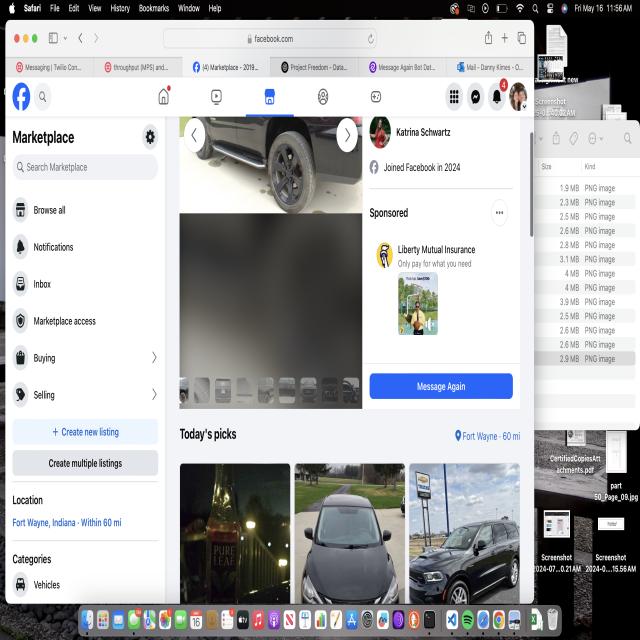 Safari File Edit View History Bookmarks Window Help
Fri May 16 11:56 AM
facebook.com
Messaging | Twilio Con...
throughput (MPS) and...
(4) Marketplace - 2019...
Project Freedom - Data...
Message Again Bot Dat...
Mail - Danny Kimes - O...
4
Marketplace
Search Marketplace
Browse all
Notifications
Inbox
Marketplace access
Buying
Selling
+ Create new listing
Create multiple listings
Location
Fort Wayne, Indiana · Within 60 mi
Categories
Vehicles
Katrina Schwartz
Joined Facebook in 2024
Sponsored
Liberty Mutual Insurance
Only pay for what you need
Message Again
Today's picks
Fort Wayne · 60 mi
PURE
LEAF
Size Kind
1.9 MB PNG image
2.3 MB PNG image
2.5 MB PNG image
2.6 MB PNG image
2.8 MB PNG image
3.1 MB PNG image
4 MB PNG image
4 MB PNG image
3.9 MB PNG image
2.5 MB PNG image
2.6 MB PNG image
2.6 MB PNG image
2.9 MB PNG image
Screenshot
CertifiedCopiesAtt
achments.pdf
part
50_Page_09.jpg
Screenshot
2024-07...0.21AM
Screenshot
2024-0....15.56AM